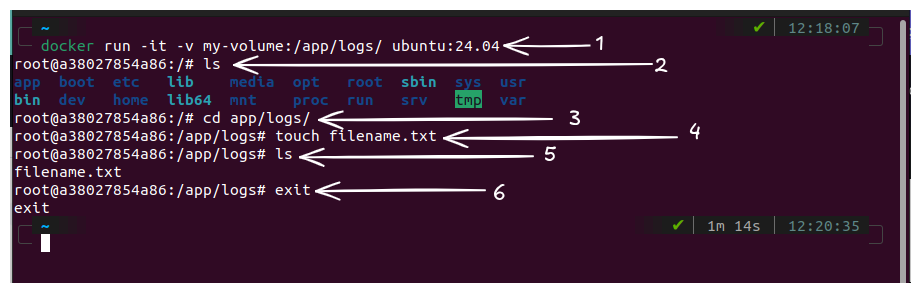 ~ ✔ 12:18:07
docker run -it -v my-volume:/app/logs/ ubuntu:24.04 1
root@a38027854a86:/# ls 2
app boot etc lib media opt root sbin sys usr
bin dev home lib64 mnt proc run srv tmp var
root@a38027854a86:/# cd app/logs/ 3
root@a38027854a86:/app/logs# touch filename.txt 4
root@a38027854a86:/app/logs# ls 5
filename.txt
root@a38027854a86:/app/logs# exit 6
exit
~ ✔ 1m 14s 12:20:35